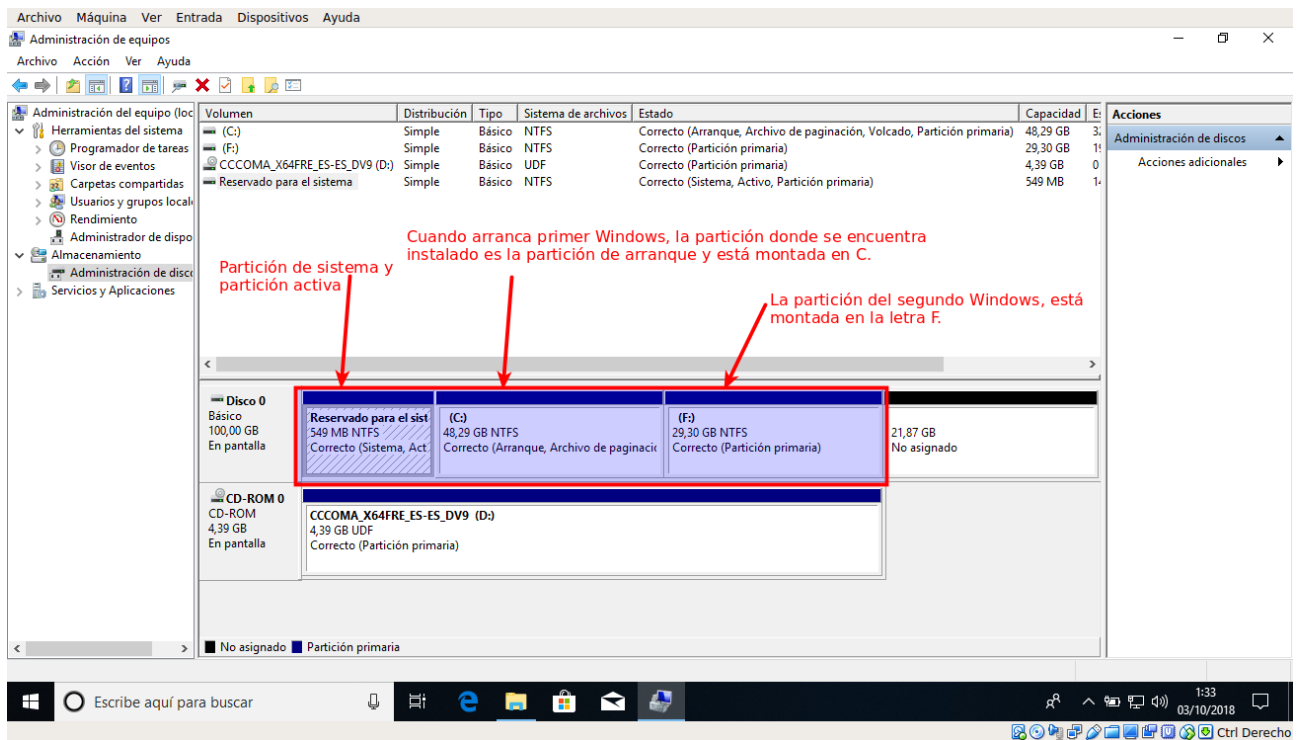 Archivo Máquina Ver Entrada Dispositivos Ayuda
Administración de equipos
Archivo Acción Ver Ayuda
Administración del equipo (loc
Herramientas del sistema
Programador de tareas
Visor de eventos
Carpetas compartidas
Usuarios y grupos locale
Rendimiento
Administrador de dispo
Almacenamiento
Administración de disco
Servicios y Aplicaciones
Volumen Distribución Tipo Sistema de archivos Estado Capacidad
(C:) Simple Básico NTFS Correcto (Arranque, Archivo de paginación, Volcado, Partición primaria) 48,29 GB
(F:) Simple Básico NTFS Correcto (Partición primaria) 29,30 GB
CCCOMA_X64FRE_ES-ES_DV9 (D:) Simple Básico UDF Correcto (Partición primaria) 4,39 GB 0
Reservado para el sistema Simple Básico NTFS Correcto (Sistema, Activo, Partición primaria) 549 MB
Partición de sistema y
partición activa
Cuando arranca primer Windows, la partición donde se encuentra
instalado es la partición de arranque y está montada en C.
La partición del segundo Windows, está
montada en la letra F.
Disco 0
Básico
100,00 GB
En pantalla
Reservado para el sist
549 MB NTFS
Correcto (Sistema, Act
(C:)
48,29 GB NTFS
Correcto (Arranque, Archivo de paginació
(F:)
29,30 GB NTFS
Correcto (Partición primaria)
21,87 GB
No asignado
CD-ROM 0
CD-ROM
4,39 GB
En pantalla
CCCOMA_X64FRE_ES-ES_DV9 (D:)
4,39 GB UDF
Correcto (Partición primaria)
No asignado Partición primaria
Acciones
Administración de discos
Acciones adicionales
Escribe aquí para buscar
1:33
03/10/2018
Ctrl Derecho